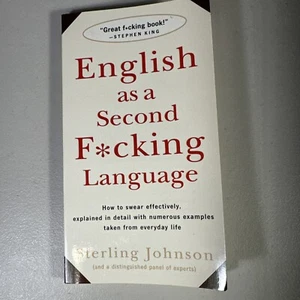 "Great f*cking book!"
—STEPHEN KING
English
as a
Second
F*cking
Language
How to swear effectively,
explained in detail with numerous examples
taken from everyday life
Sterling Johnson
(and a distinguished panel of experts)